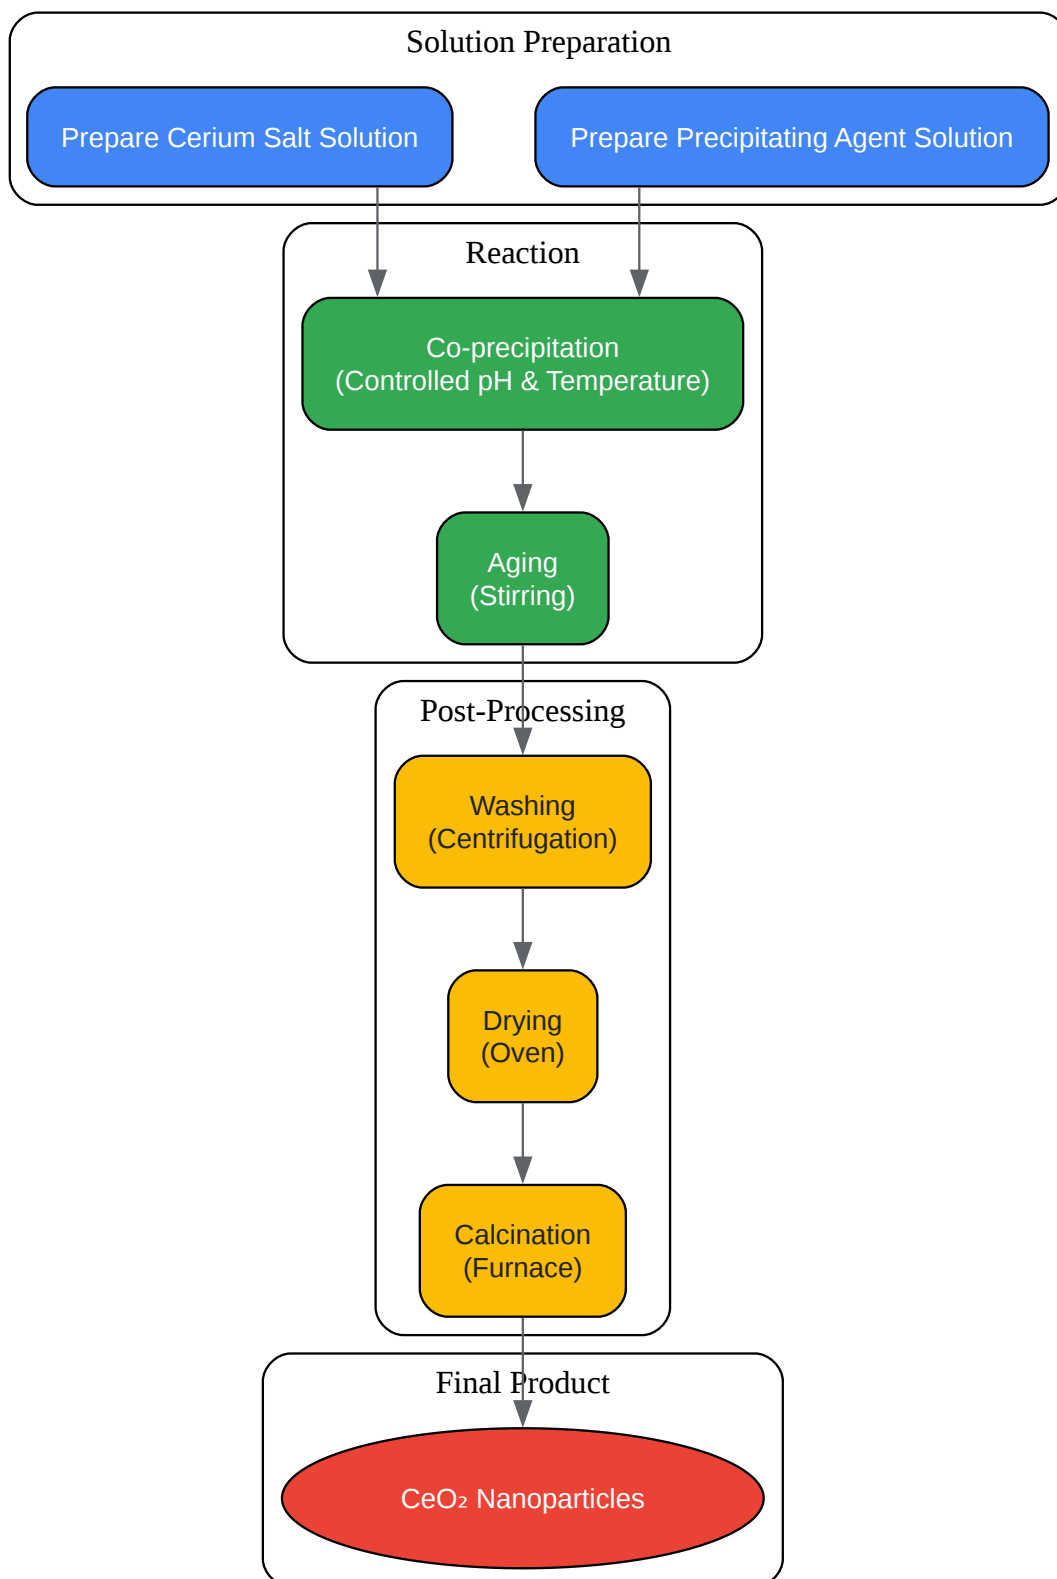 Solution Preparation
Prepare Cerium Salt Solution
Prepare Precipitating Agent Solution
Reaction
Co-precipitation
(Controlled pH & Temperature)
Aging
(Stirring)
Post-Processing
Washing
(Centrifugation)
Drying
(Oven)
Calcination
(Furnace)
Final Product
CeO₂ Nanoparticles